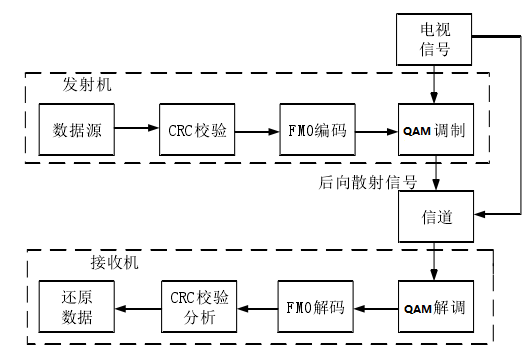 电视
信号
发射机
数据源
CRC校验
FM0编码
QAM调制
后向散射信号
信道
接收机
还原
数据
CRC校验
分析
FM0解码
QAM解调